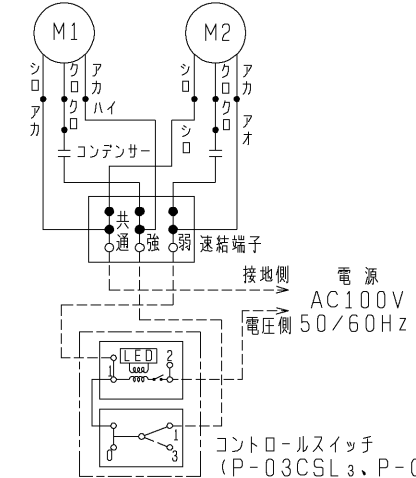 M1 M2
シロ クロ アカ シロ クロ アカ
アカ クロ ハイ シロ クロ アオ
コンデンサー
共通 強 弱 速結端子
接地側
電源
AC100V
50/60Hz
電圧側
LED 2
1
1
0 3
コントロールスイッチ
(P-03CSL3、P-0